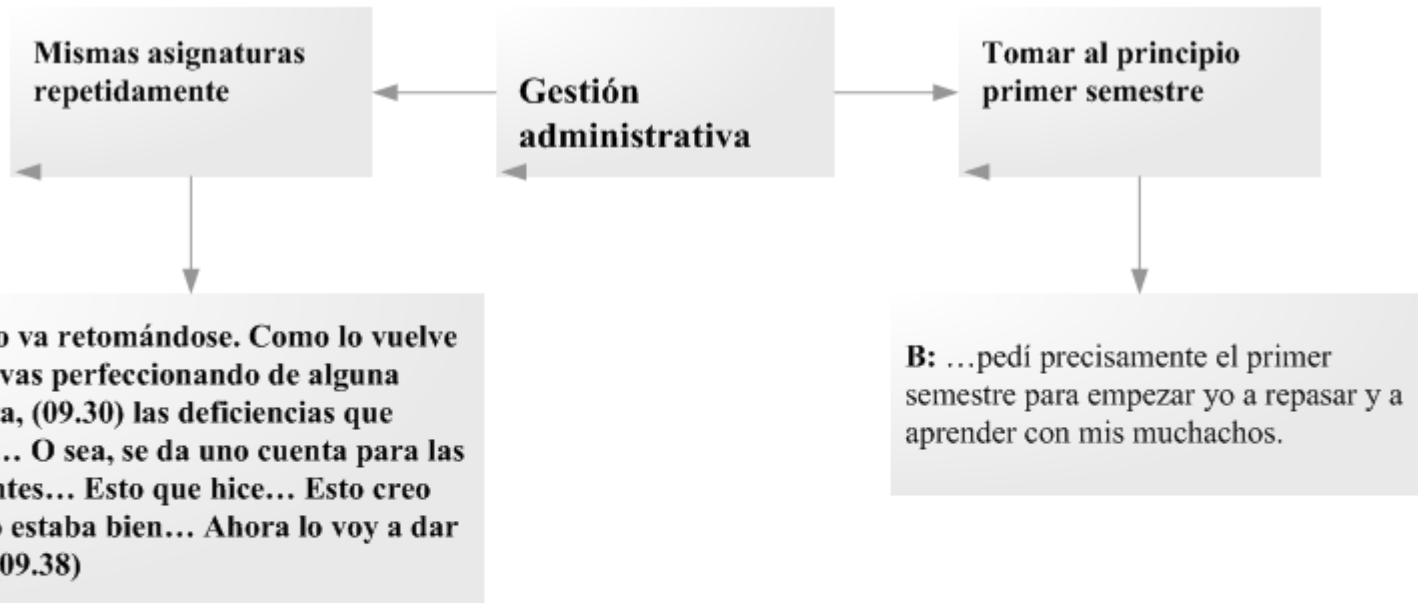 Mismas asignaturas
repetidamente
Gestión
administrativa
Tomar al principio
primer semestre
va retomándose. Como lo vuelve
vas perfeccionando de alguna
(09.30) las deficiencias que
… O sea, se da uno cuenta para las
… Esto que hice… Esto creo
estaba bien… Ahora lo voy a dar
09.38)
B: …pedí precisamente el primer
semestre para empezar yo a repasar y a
aprender con mis muchachos.